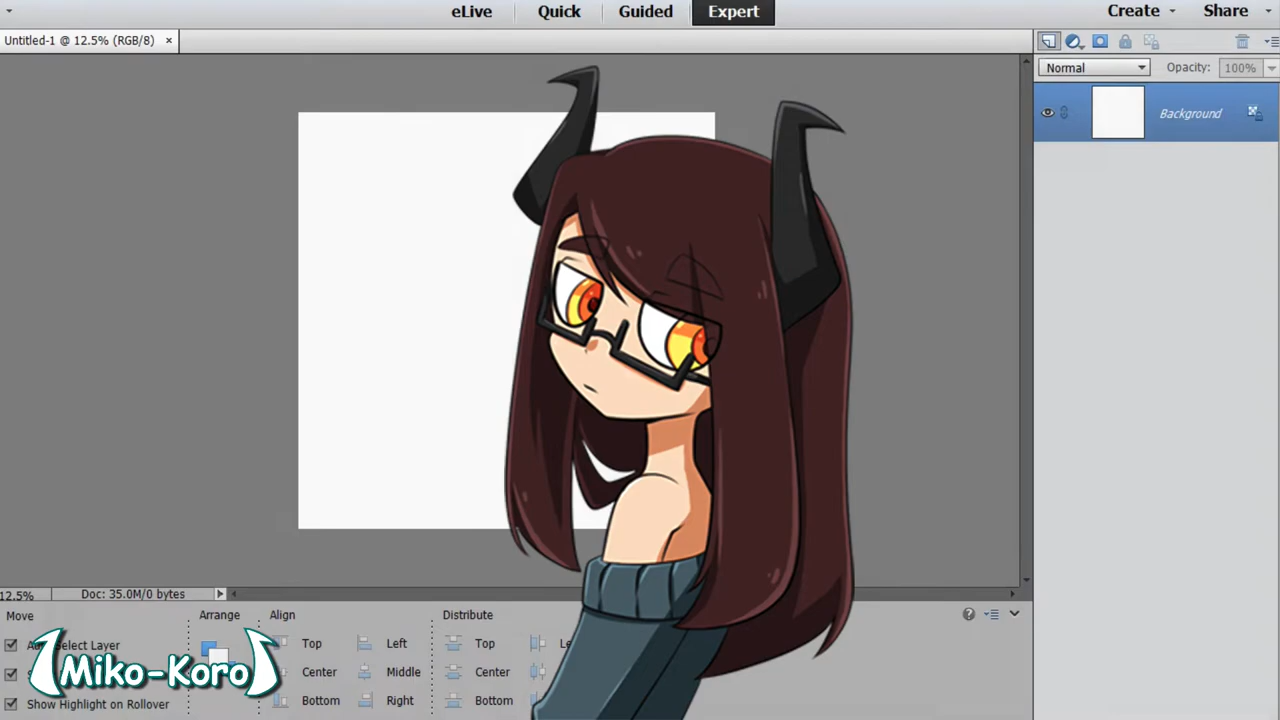 eLive Quick Guided Expert Create Share
Untitled-1 @ 12.5% (RGB/8) ×
Normal Opacity: 100%
Background
12.5% Doc: 35.0M/0 bytes
Move Arrange Align Distribute
Select Layer Top Left Top Le
Center Middle Center
Bottom Right Bottom
Show Highlight on Rollover
Miko-Koro